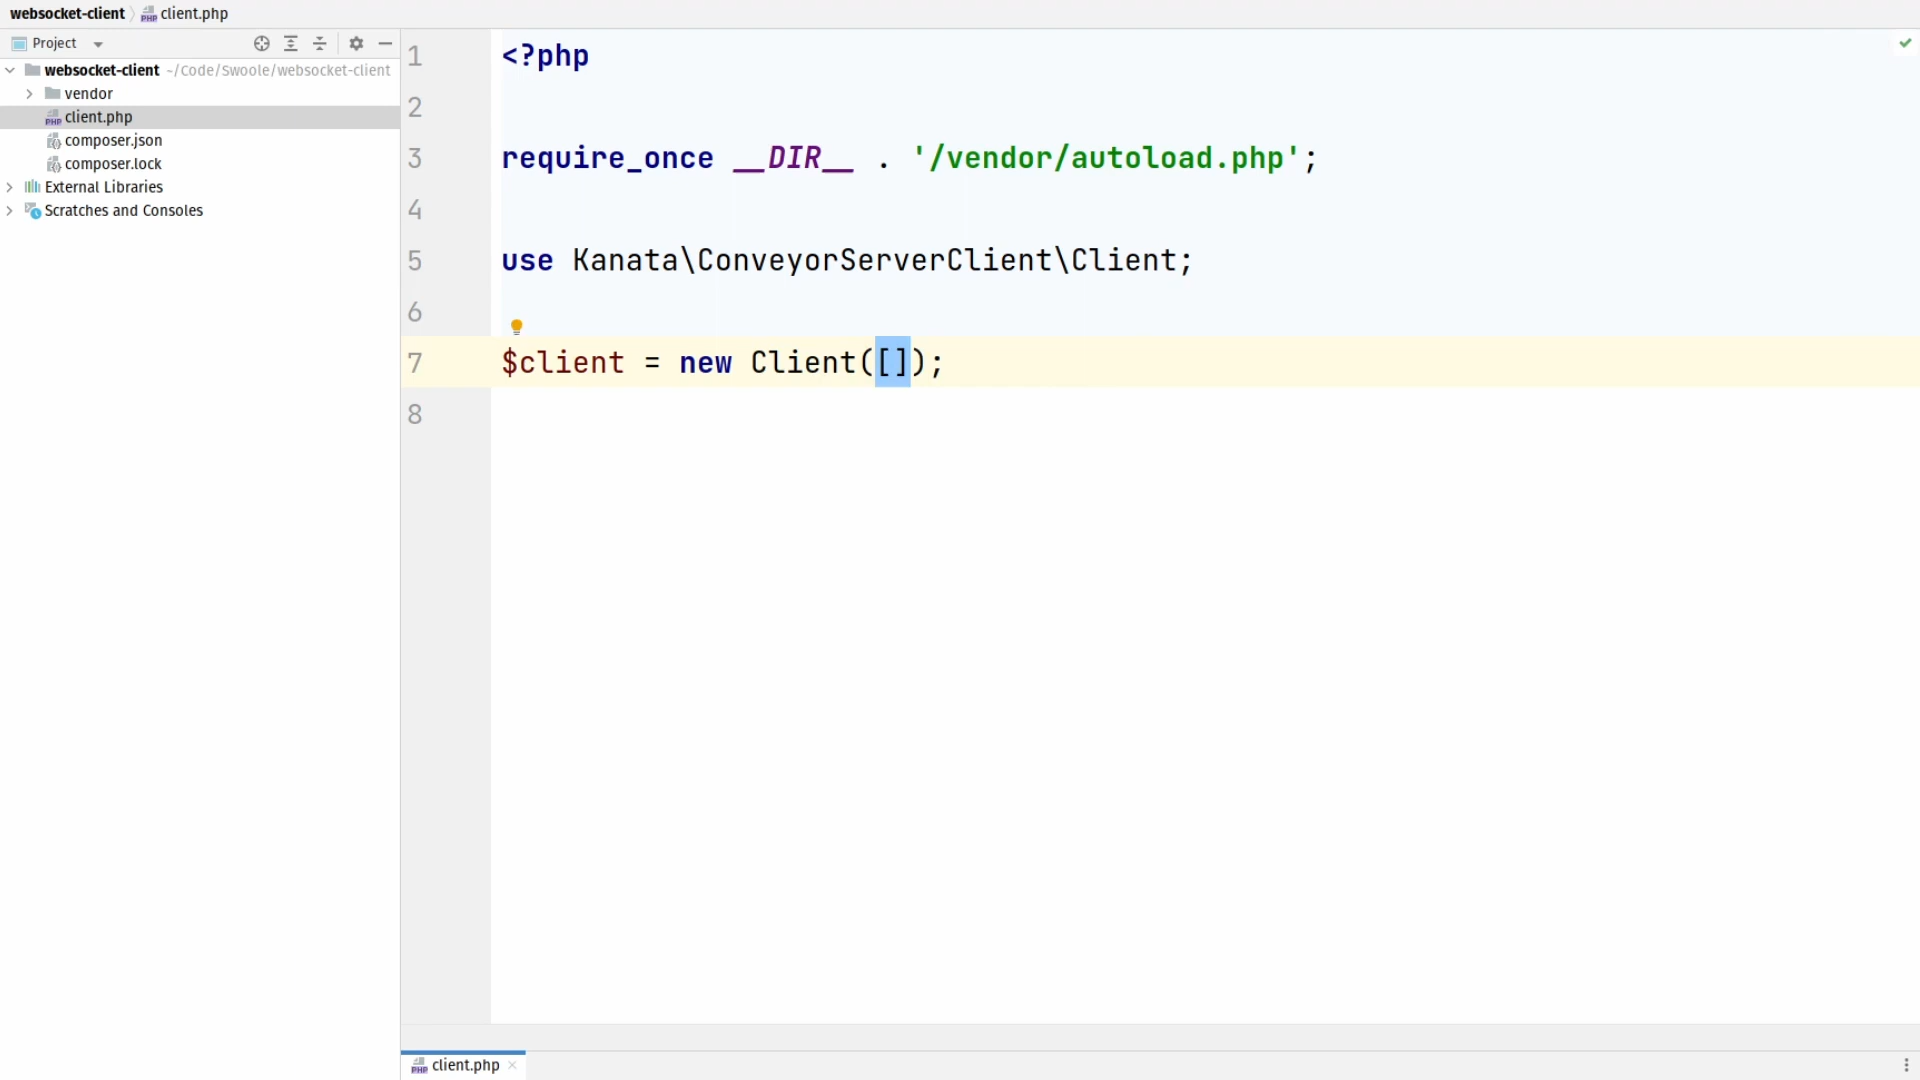 websocket-client client.php
Project
websocket-client ~/Code/Swoole/websocket-client
vendor
client.php
composer.json
composer.lock
External Libraries
Scratches and Consoles
1 <?php
2
3 require_once __DIR__ . '/vendor/autoload.php';
4
5 use Kanata\ConveyorServerClient\Client;
6
7 $client = new Client([]);
8
client.php